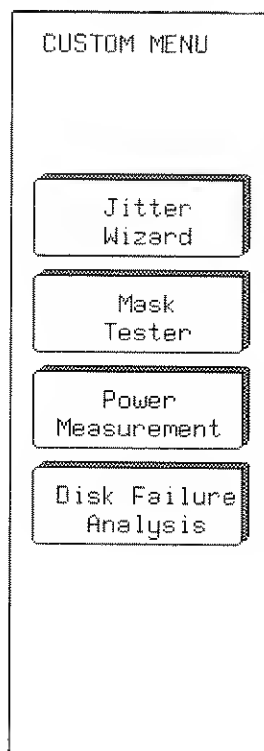 CUSTOM MENU
Jitter
Wizard
Mask
Tester
Power
Measurement
Disk Failure
Analysis